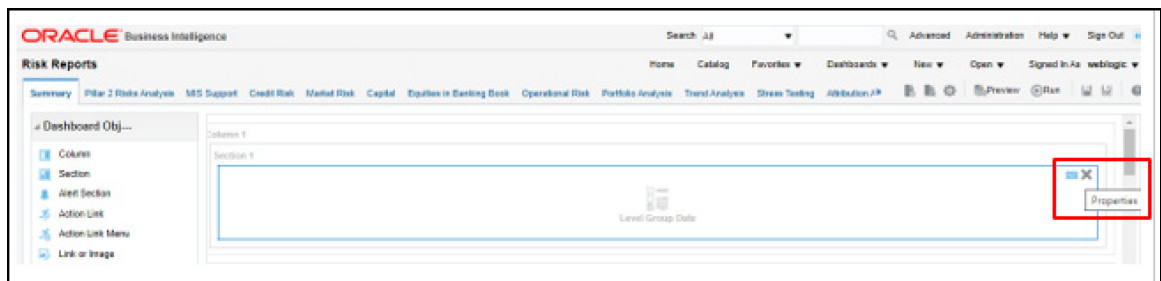 ORACLE Business Intelligence
Search All
Advanced Administration Help Sign Out
Risk Reports
Home Catalog Favorites Dashboards New Open Signed In As weblogic
Summary Pillar 2 Risks Analysis MIS Support Credit Risk Market Risk Capital Equities in Banking Book Operational Risk Portfolio Analysis Trend Analysis Stress Testing Attribution A
Preview Run
Dashboard Obj...
Column 1
Column
Section 1
Section
Alert Section
Action Link
Action Link Menu
Link or Image
Level Group Date
Properties